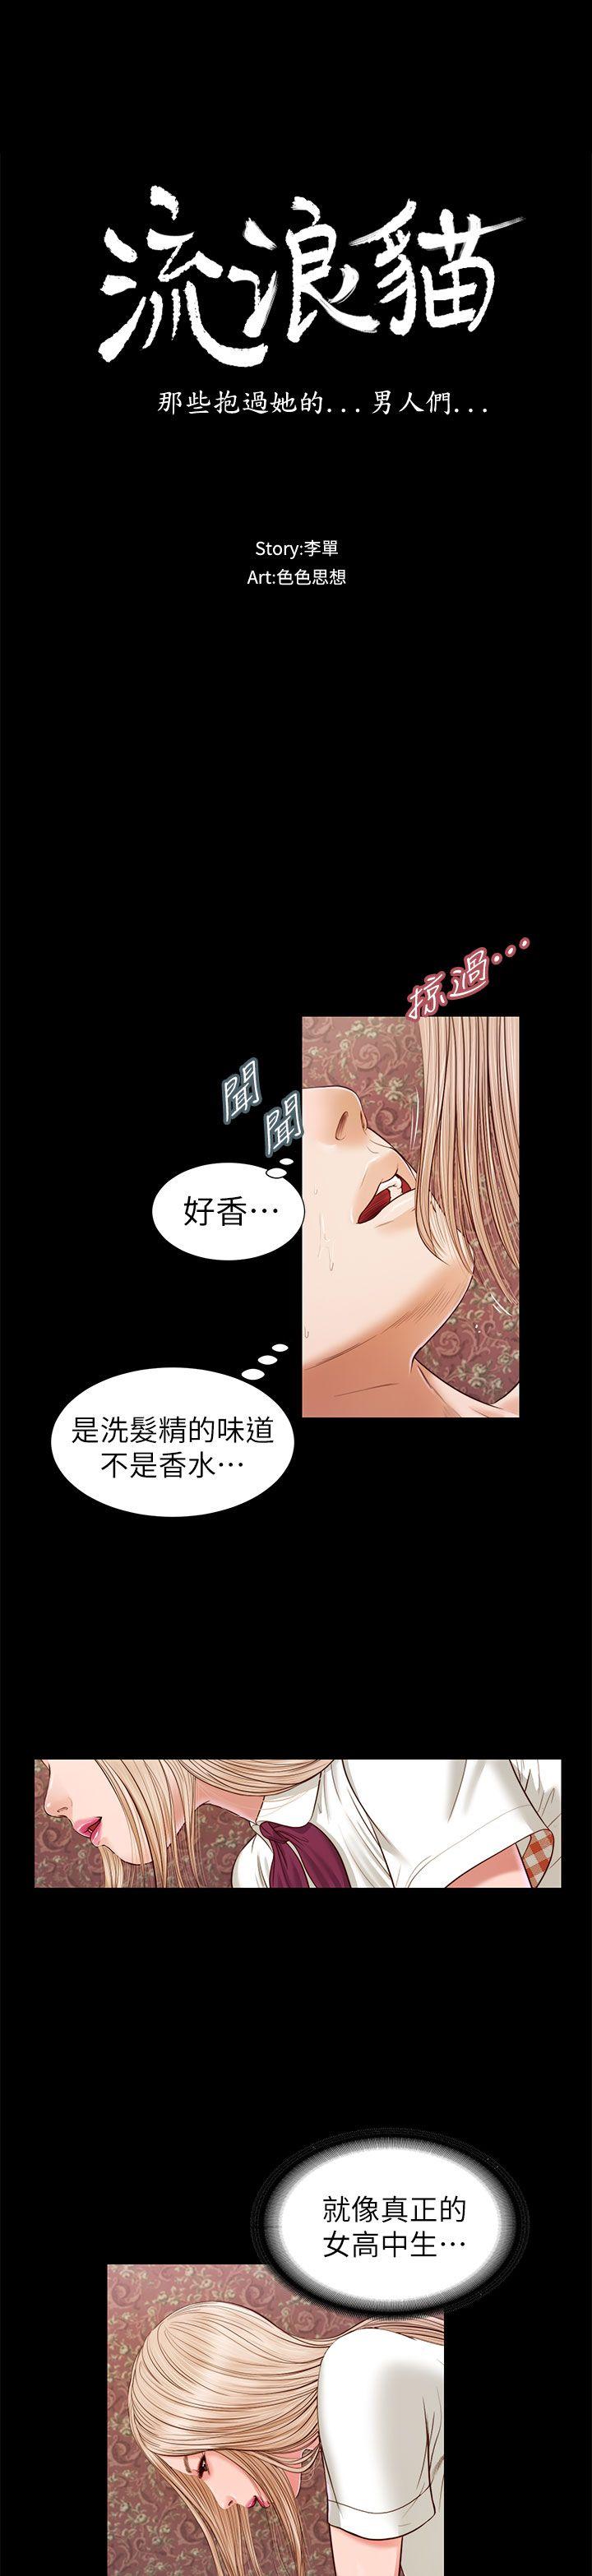 流浪貓
那些抱過她的...男人們...
Story:李單
Art:色色思想
掠過…
聞聞
好香…
是洗髮精的味道
不是香水…
就像真正的
女高中生…